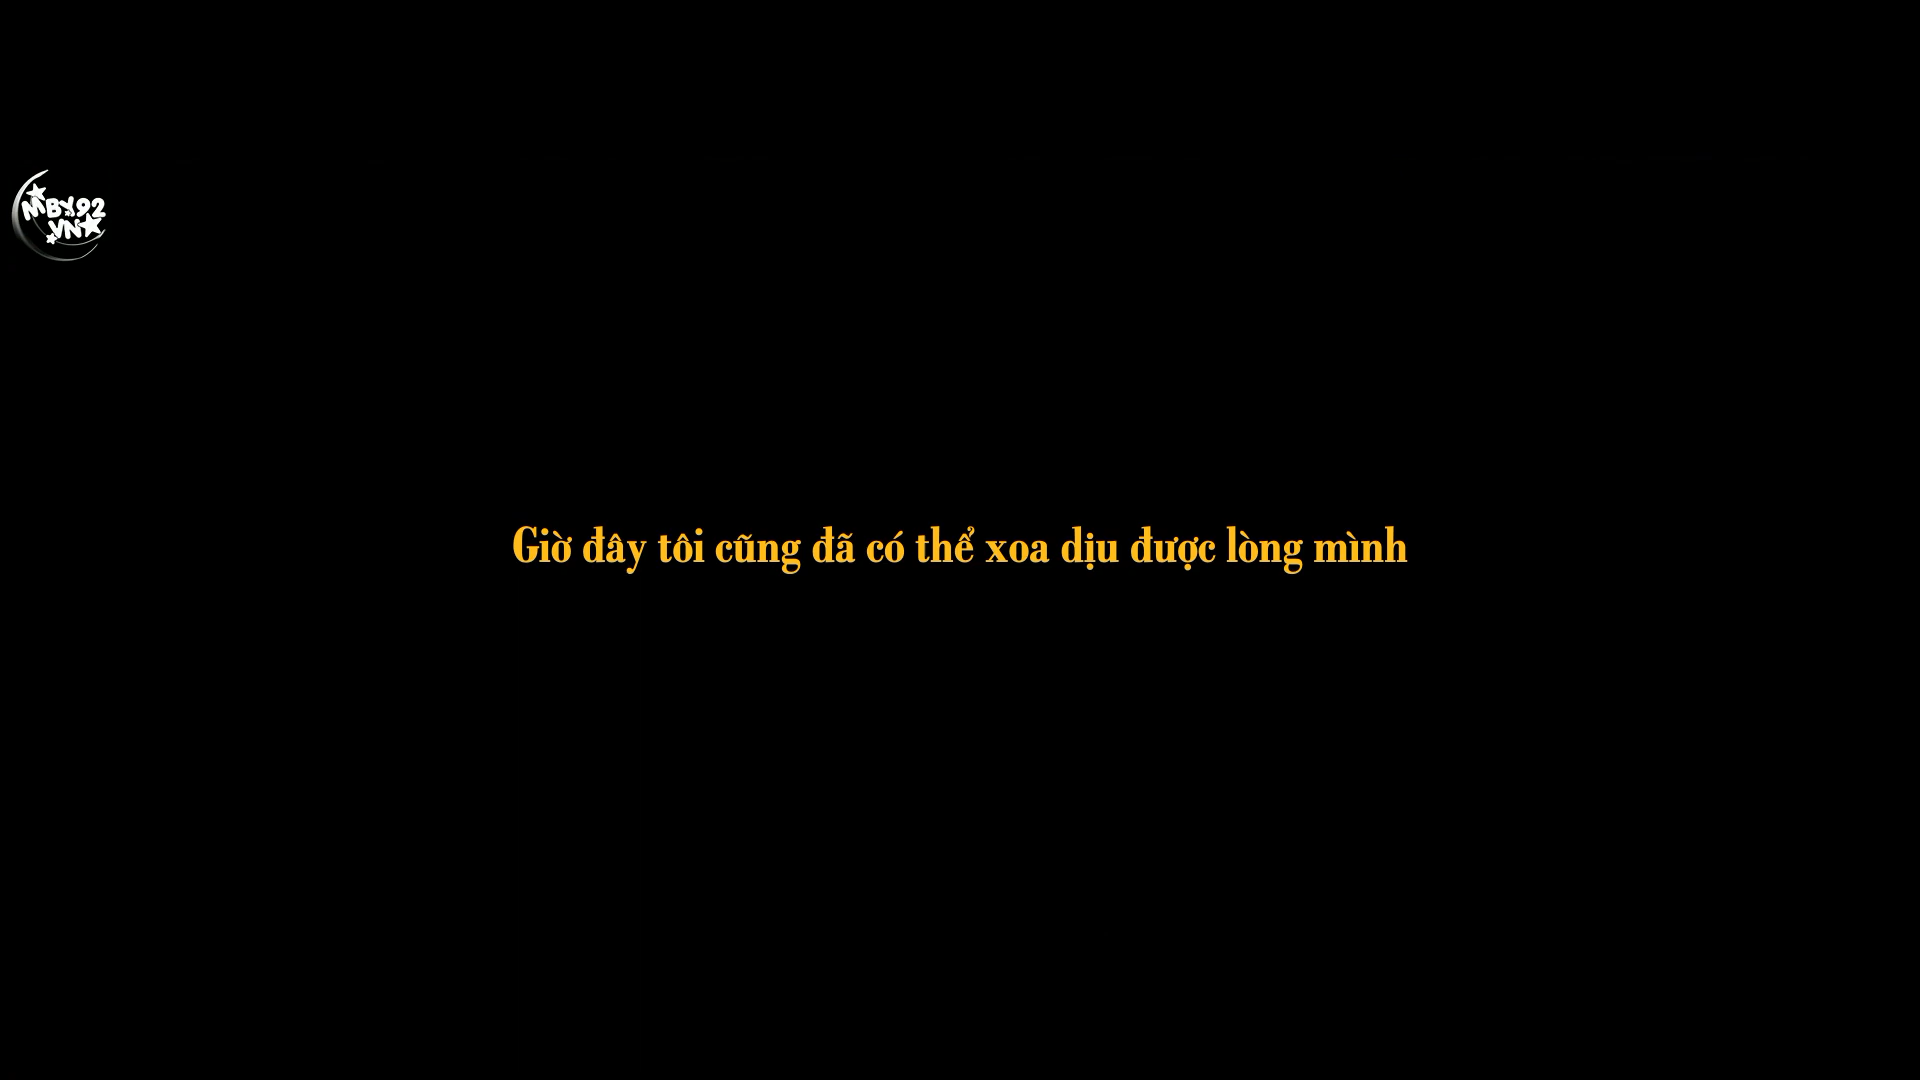 MBY92
VN
Giờ đây tôi cũng đã có thể xoa dịu được lòng mình